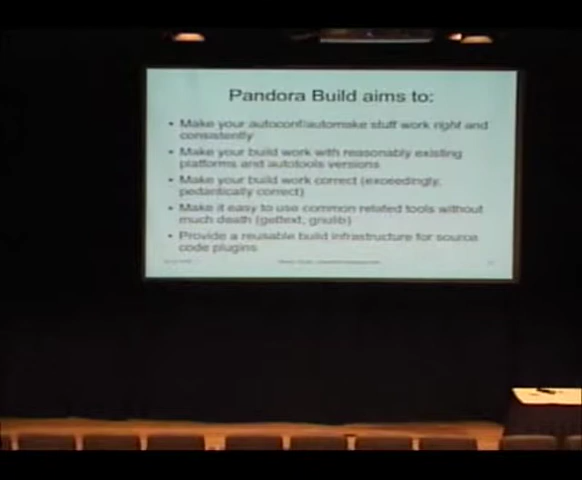 Pandora Build aims to:
• Make your autoconf/automake stuff work right and
consistently
• Make your build work with reasonably existing
platforms and autotools versions
• Make your build work correct (exceedingly,
pedantically correct)
• Make it easy to use common related tools without
much death (gettext, gnulib)
• Provide a reusable build infrastructure for source
code plugins